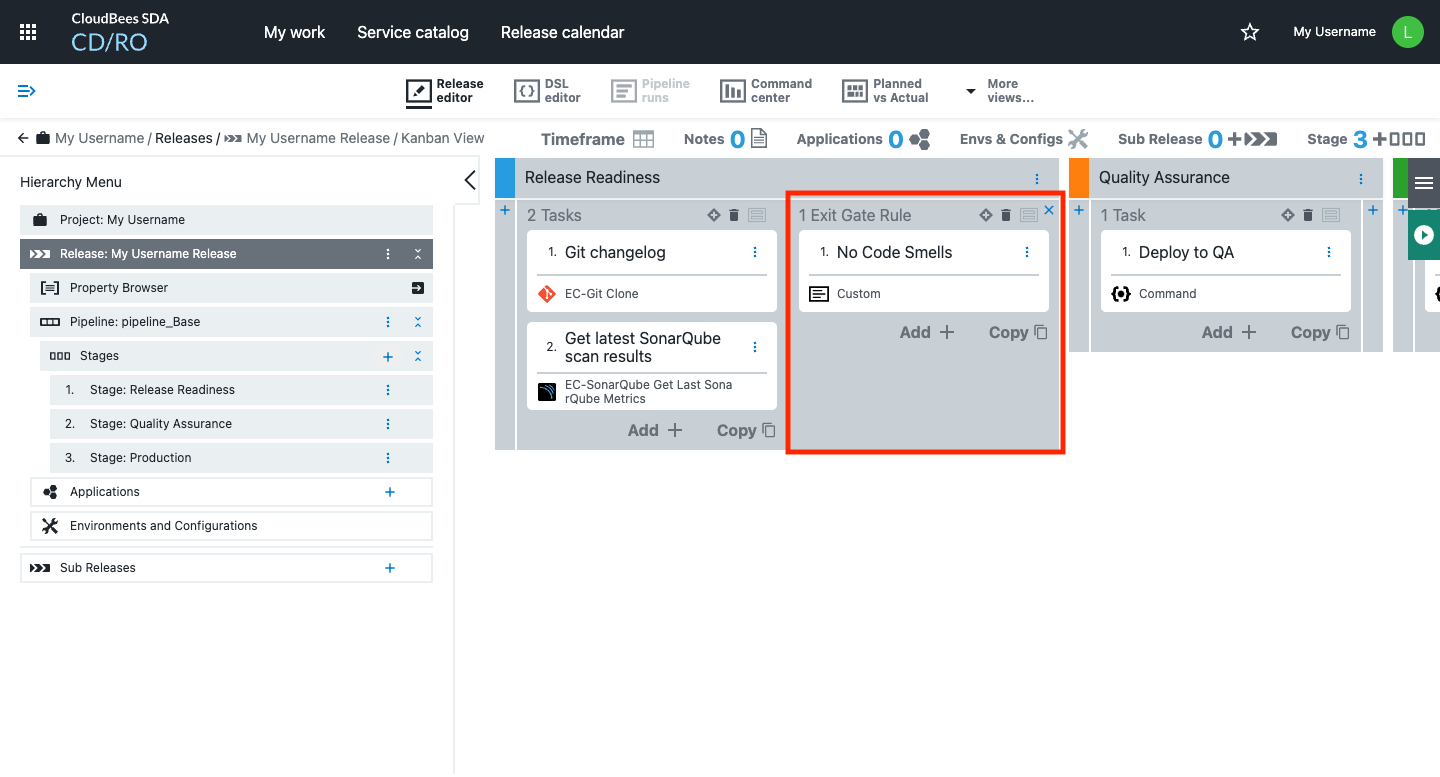 CloudBees SDA
CD/RO
My work
Service catalog
Release calendar
My Username
L
Release
editor
DSL
editor
Pipeline
runs
Command
center
Planned
vs Actual
More
views...
My Username / Releases / My Username Release / Kanban View
Timeframe
Notes 0
Applications 0
Envs & Configs
Sub Release 0
Stage 3
Hierarchy Menu
Project: My Username
Release: My Username Release
Property Browser
Pipeline: pipeline_Base
Stages
1. Stage: Release Readiness
2. Stage: Quality Assurance
3. Stage: Production
Applications
Environments and Configurations
Sub Releases
Release Readiness
2 Tasks
1. Git changelog
EC-Git Clone
2. Get latest SonarQube
scan results
EC-SonarQube Get Last Sona
rQube Metrics
Add
Copy
1 Exit Gate Rule
1. No Code Smells
Custom
Add
Copy
Quality Assurance
1 Task
1. Deploy to QA
Command
Add
Copy